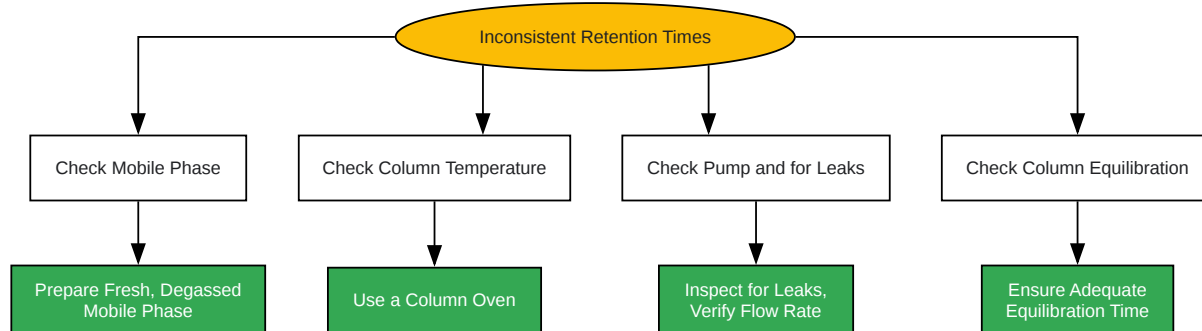 Inconsistent Retention Times
Check Mobile Phase
Check Column Temperature
Check Pump and for Leaks
Check Column Equilibration
Prepare Fresh, Degassed
Mobile Phase
Use a Column Oven
Inspect for Leaks,
Verify Flow Rate
Ensure Adequate
Equilibration Time